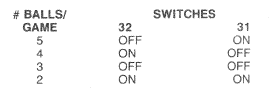 # BALLS/ SWITCHES
GAME 32 31
5 OFF ON
4 ON OFF
3 OFF OFF
2 ON ON